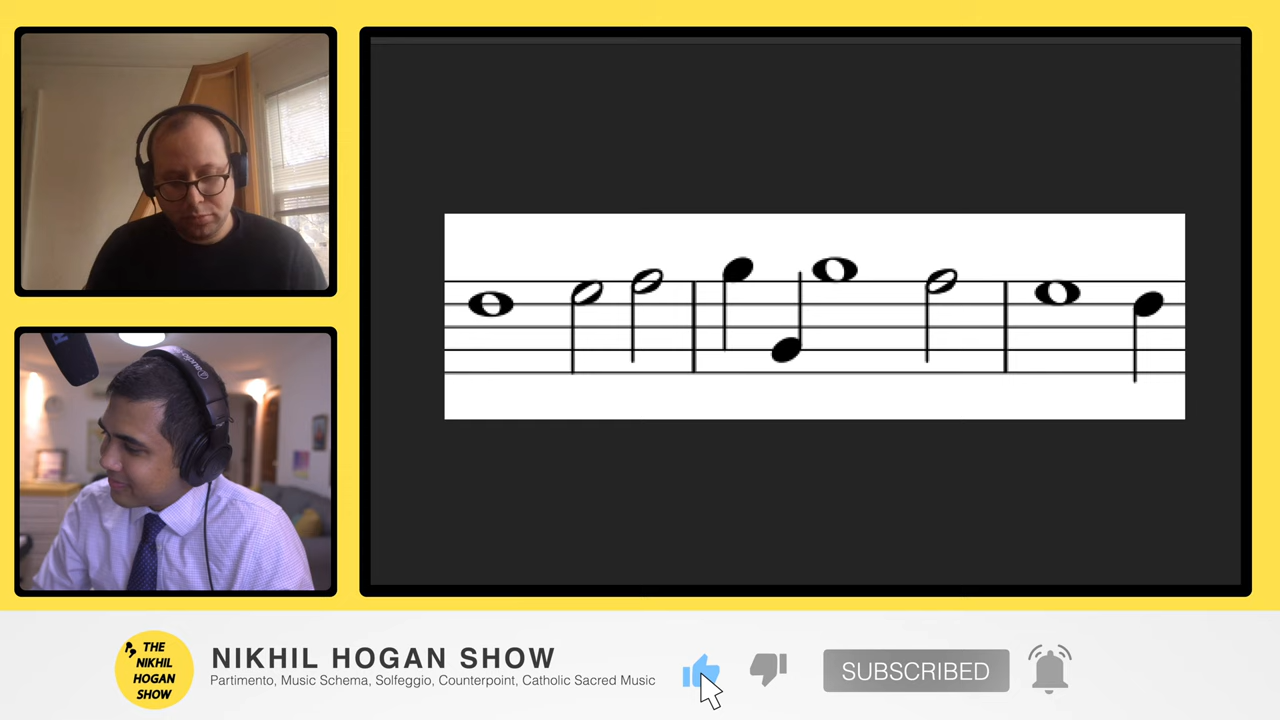 THE
NIKHIL
HOGAN
SHOW
NIKHIL HOGAN SHOW
Partimento, Music Schema, Solfeggio, Counterpoint, Catholic Sacred Music
SUBSCRIBED